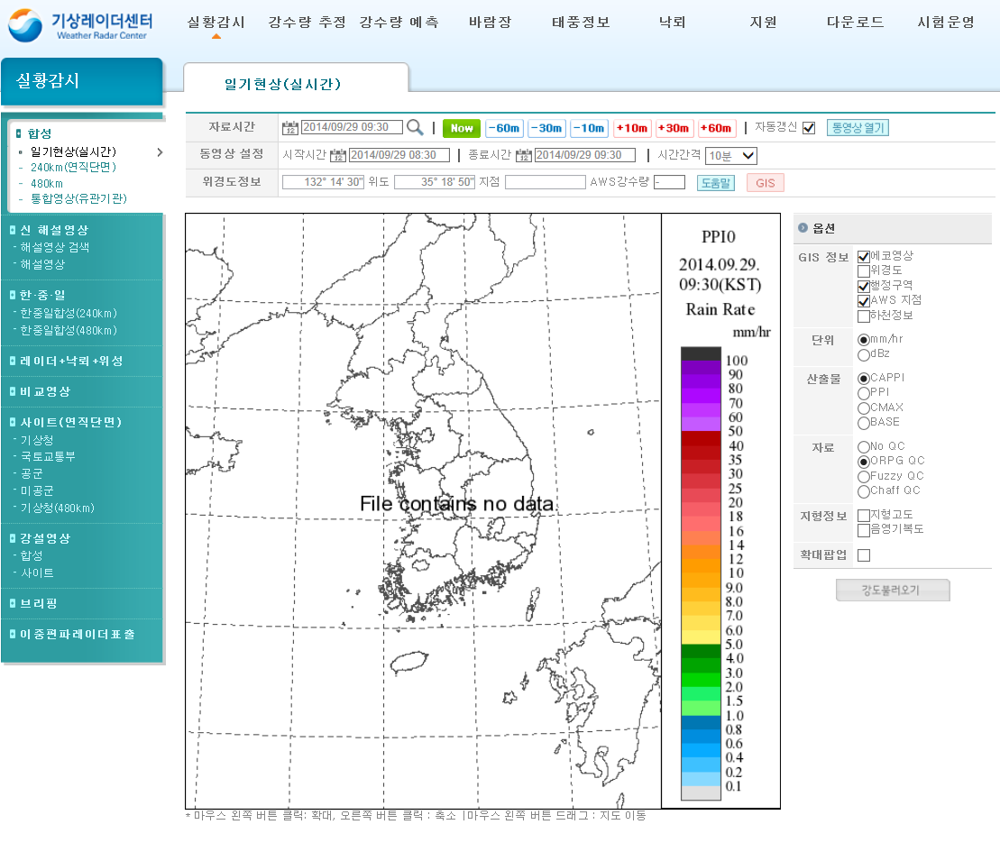 기상레이더센터
Weather Radar Center
실황감시 강수량 추정 강수량 예측 바람장 태풍정보 낙뢰 지원 다운로드 시험운영
실황감시
일기현상(실시간)
합성
일기현상(실시간)
- 240km(연직단면)
- 480km
- 통합영상(유관기관)
신 해설영상
- 해설영상 검색
- 해설영상
한·중·일
- 한중일합성(240km)
- 한중일합성(480km)
레이더+낙뢰+위성
비교영상
사이트(연직단면)
- 기상청
- 국토교통부
- 공군
- 미공군
- 기상청(480km)
강설영상
- 합성
- 사이트
브리핑
이중편파레이더표출
자료시간 2014/09/29 09:30 | Now -60m -30m -10m +10m +30m +60m | 자동갱신 동영상열기
동영상 설정 시작시간 2014/09/29 08:30 | 종료시간 2014/09/29 09:30 | 시간간격 10분
위경도정보 132° 14' 30" 위도 35° 18' 50" 지점 AWS강수량 - 도움말 GIS
File contains no data.
PPI0
2014.09.29.
09:30(KST)
Rain Rate
mm/hr
100
90
80
70
60
50
40
35
30
25
20
18
16
14
12
10
9.0
8.0
7.0
6.0
5.0
4.0
3.0
2.0
1.5
1.0
0.8
0.6
0.4
0.2
0.1
* 마우스 왼쪽 버튼 클릭: 확대, 오른쪽 버튼 클릭 : 축소 |마우스 왼쪽 버튼 드래그 : 지도 이동
옵션
GIS 정보 에코영상
위경도
행정구역
AWS 지점
하천정보
단위 mm/hr
dBz
산출물 CAPPI
PPI
CMAX
BASE
자료 No QC
ORPG QC
Fuzzy QC
Chaff QC
지형정보 지형고도
음영기복도
확대팝업
강도불러오기